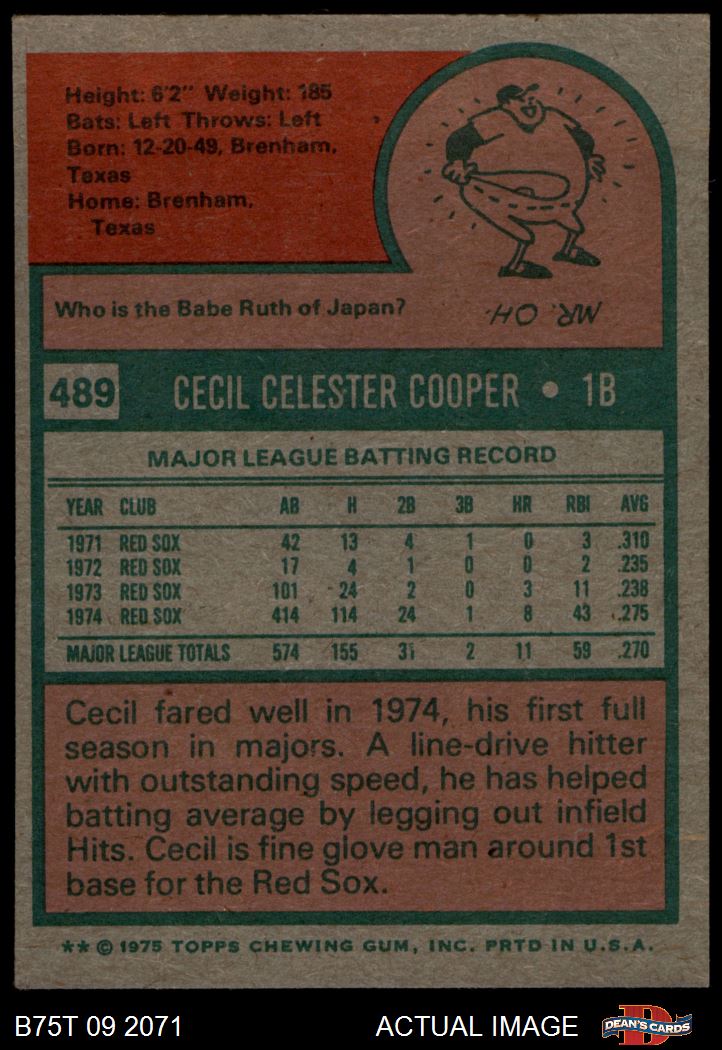 Height: 6'2" Weight: 185
Bats: Left Throws: Left
Born: 12-20-49, Brenham,
Texas
Home: Brenham,
Texas
Who is the Babe Ruth of Japan?
MR. OH
489 CECIL CELESTER COOPER • 1B
MAJOR LEAGUE BATTING RECORD
YEAR CLUB AB H 2B 3B HR RBI AVG
1971 RED SOX 42 13 4 1 0 3 .310
1972 RED SOX 17 4 1 0 0 2 .235
1973 RED SOX 101 24 2 0 3 11 .238
1974 RED SOX 414 114 24 1 8 43 .275
MAJOR LEAGUE TOTALS 574 155 31 2 11 59 .270
Cecil fared well in 1974, his first full
season in majors. A line-drive hitter
with outstanding speed, he has helped
batting average by legging out infield
Hits. Cecil is fine glove man around 1st
base for the Red Sox.
** © 1975 TOPPS CHEWING GUM, INC. PRTD IN U.S.A.
B75T 09 2071 ACTUAL IMAGE D DEAN'S CARDS